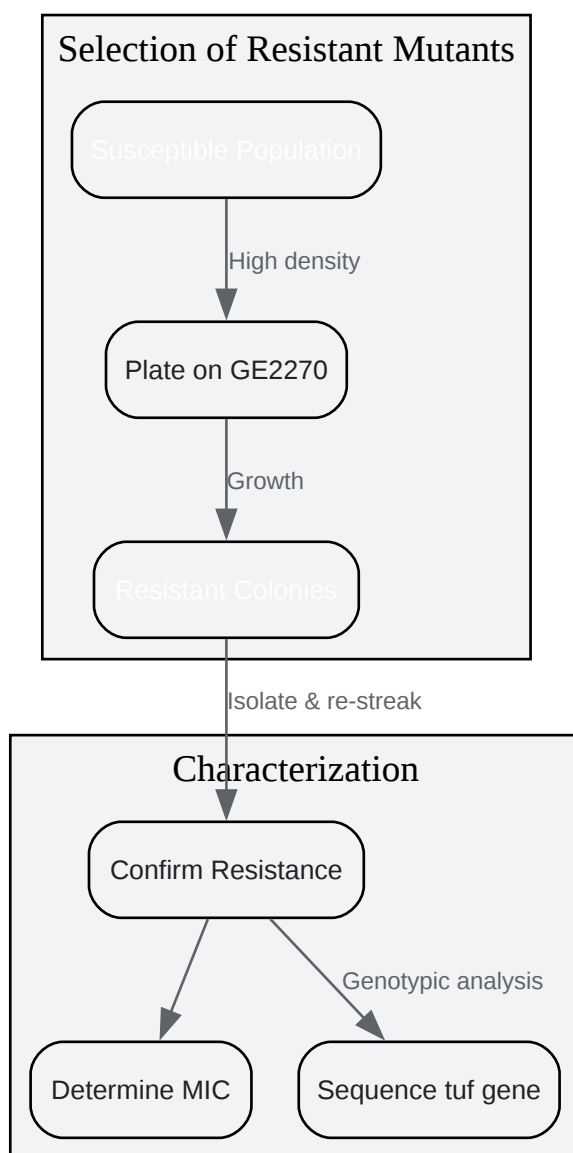 Selection of Resistant Mutants
Susceptible Population
High density
Plate on GE2270
Growth
Resistant Colonies
Isolate & re-streak
Characterization
Confirm Resistance
Genotypic analysis
Determine MIC
Sequence tuf gene